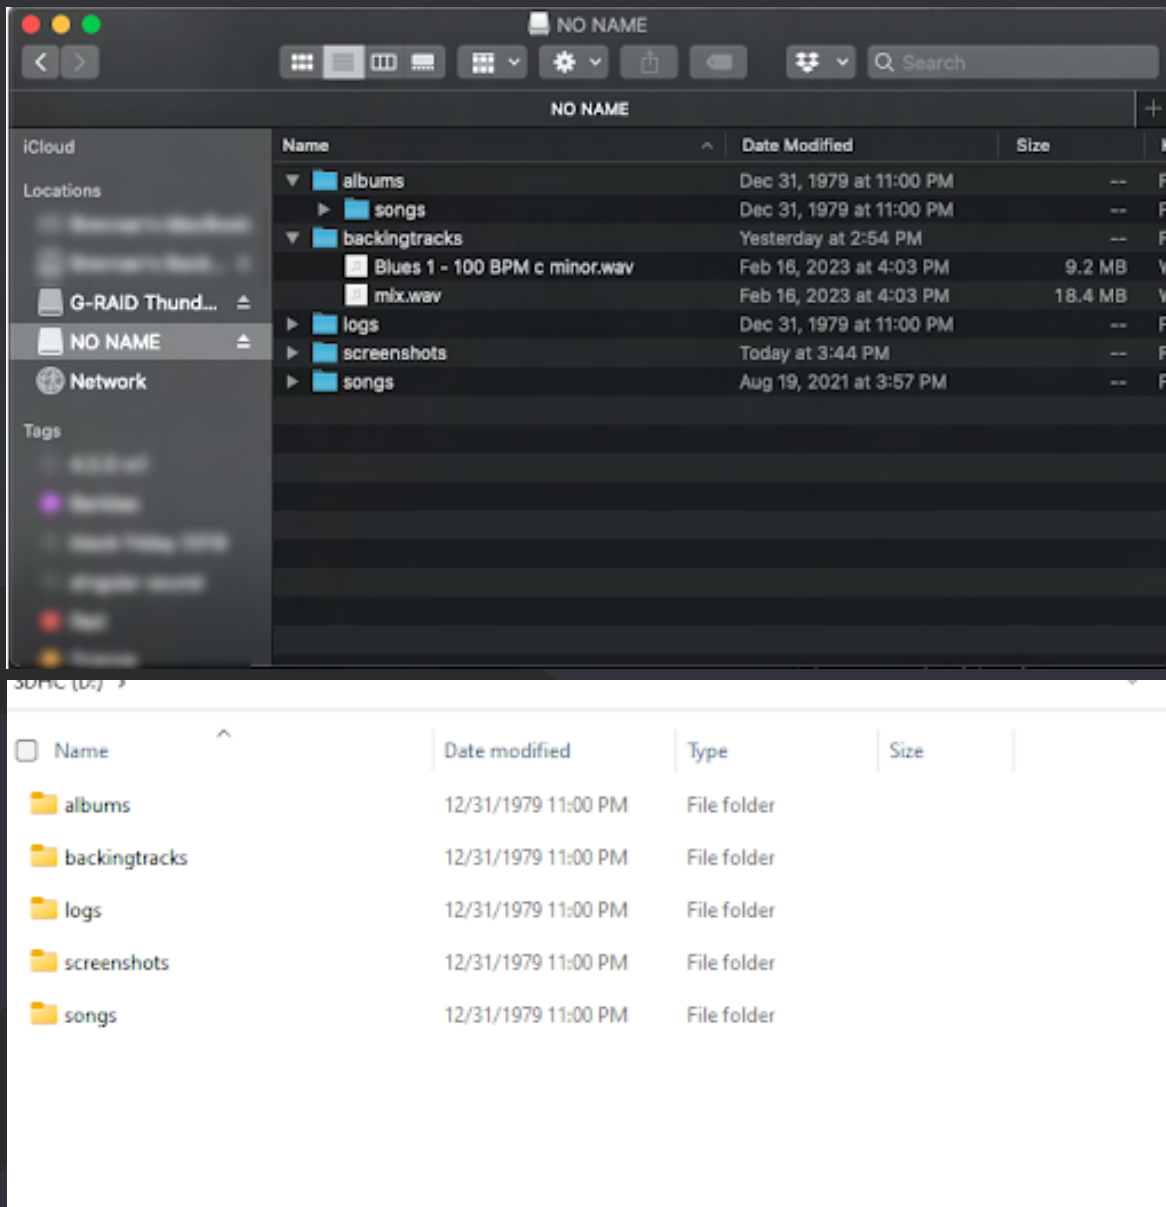 NO NAME
Search
NO NAME
iCloud
Name Date Modified Size
Locations
albums Dec 31, 1979 at 11:00 PM --
songs Dec 31, 1979 at 11:00 PM --
backingtracks Yesterday at 2:54 PM --
Blues 1 - 100 BPM c minor.wav Feb 16, 2023 at 4:03 PM 9.2 MB
mix.wav Feb 16, 2023 at 4:03 PM 18.4 MB
G-RAID Thund...
logs Dec 31, 1979 at 11:00 PM --
NO NAME
screenshots Today at 3:44 PM --
Network
songs Aug 19, 2021 at 3:57 PM --
Tags
SDHC (D:)
Name Date modified Type Size
albums 12/31/1979 11:00 PM File folder
backingtracks 12/31/1979 11:00 PM File folder
logs 12/31/1979 11:00 PM File folder
screenshots 12/31/1979 11:00 PM File folder
songs 12/31/1979 11:00 PM File folder